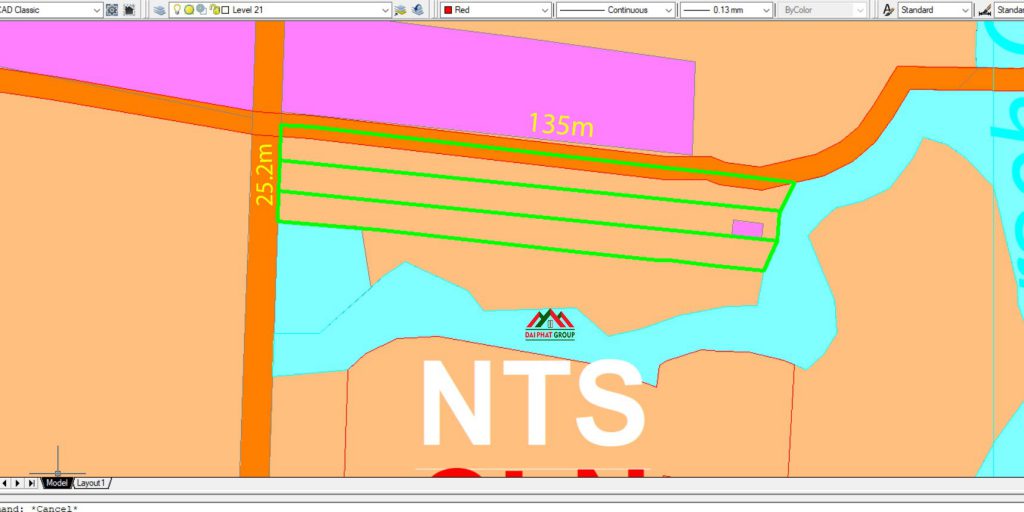 CAD Classic
Level 21
Red
Continuous
0.13 mm
ByColor
Standard
Standar
135m
25.2m
DAI PHAT GROUP
NTS
Model
Layout1
mand: *Cancel*